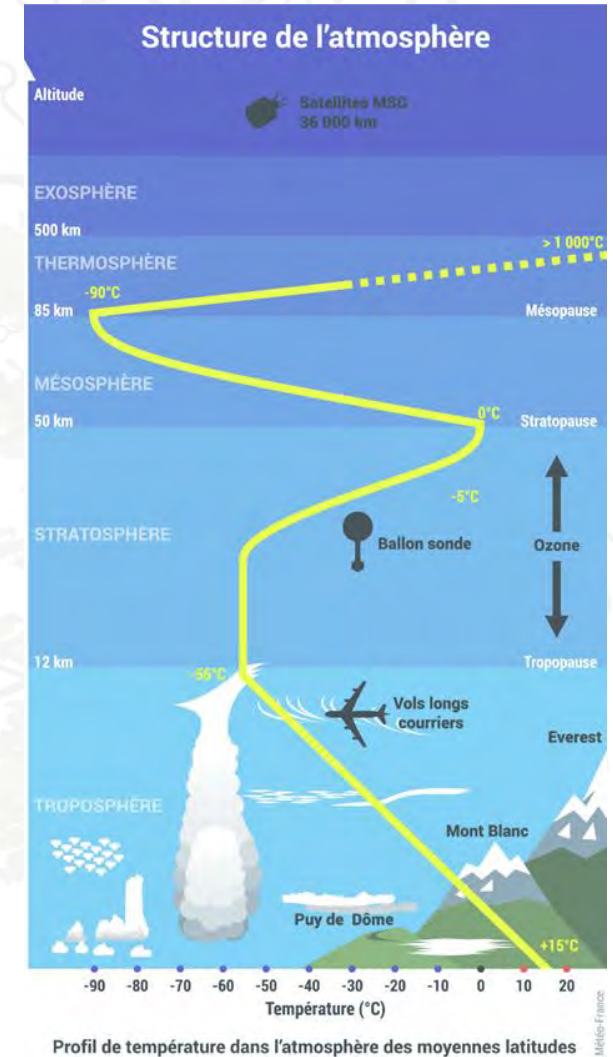 Structure de l'atmosphère
Altitude
Satellites MSG
36 000 km
EXOSPHÈRE
500 km
> 1 000°C
THERMOSPHÈRE
-90°C
85 km
Mésopause
MÉSOSPHÈRE
0°C
50 km
Stratopause
-5°C
STRATOSPHÈRE
Ballon sonde
Ozone
12 km
Tropopause
-56°C
Vols longs
courriers
Everest
TROPOSPHÈRE
Mont Blanc
Puy de Dôme
+15°C
-90 -80 -70 -60 -50 -40 -30 -20 -10 0 10 20
Température (°C)
Météo-France
Profil de température dans l'atmosphère des moyennes latitudes